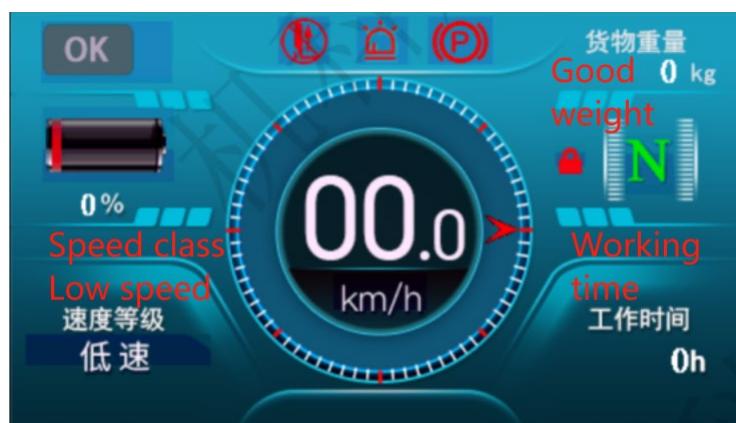 OK
P
货物重量
Good 0 kg
weight
N
0%
00.0
km/h
Speed class
Low speed
速度等级
低速
Working
time
工作时间
0h